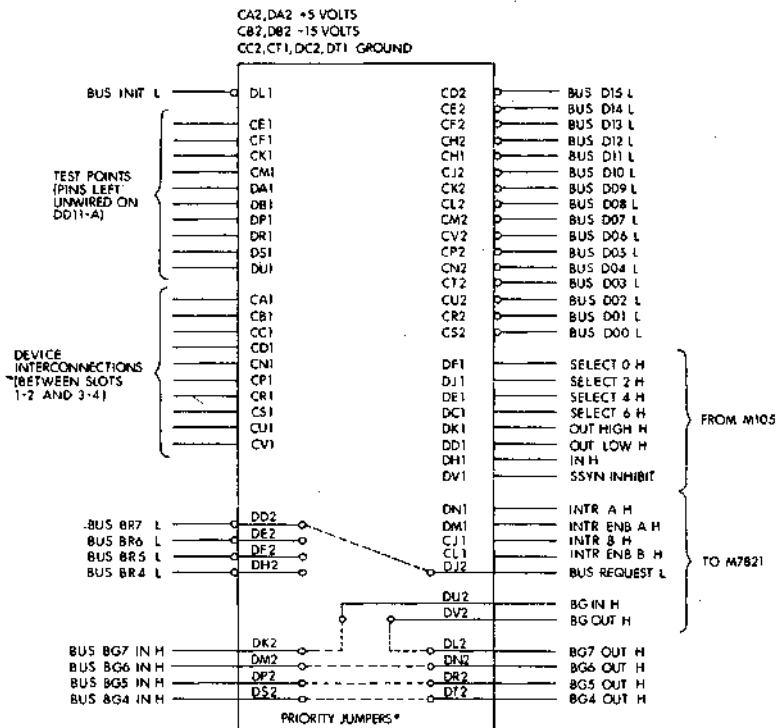 CA2,DA2 +5 VOLTS
CB2,DB2 -15 VOLTS
CC2,CT1,DC2,DT1 GROUND
BUS INIT L DL1
TEST POINTS
(PINS LEFT
UNWIRED ON
DD11-A)
CE1
CF1
CK1
CM1
DA1
DB1
DP1
DR1
DS1
DU1
DEVICE
INTERCONNECTIONS
(BETWEEN SLOTS
1-2 AND 3-4)
CA1
CB1
CC1
CD1
CN1
CP1
CR1
CS1
CU1
CV1
BUS BR7 L DD2
BUS BR6 L DE2
BUS BR5 L DF2
BUS BR4 L DH2
BUS BG7 IN H DK2
BUS BG6 IN H DM2
BUS BG5 IN H DP2
BUS BG4 IN H DS2
CD2 BUS D15 L
CE2 BUS D14 L
CF2 BUS D13 L
CH2 BUS D12 L
CH1 BUS D11 L
CJ2 BUS D10 L
CK2 BUS D09 L
CL2 BUS D08 L
CM2 BUS D07 L
CV2 BUS D06 L
CP2 BUS D05 L
CN2 BUS D04 L
CT2 BUS D03 L
CU2 BUS D02 L
CR2 BUS D01 L
CS2 BUS D00 L
DF1 SELECT 0 H
DJ1 SELECT 2 H
DE1 SELECT 4 H
DC1 SELECT 6 H
DK1 OUT HIGH H
DD1 OUT LOW H
DH1 IN H
DV1 SSYN INHIBIT
FROM M105
DN1 INTR A H
DM1 INTR ENB A H
CJ1 INTR B H
CL1 INTR ENB B H
DJ2 BUS REQUEST L
DU2 BG IN H
DV2 BG OUT H
TO M7821
DL2 BG7 OUT H
DN2 BG6 OUT H
DR2 BG5 OUT H
DT2 BG4 OUT H
PRIORITY JUMPERS*